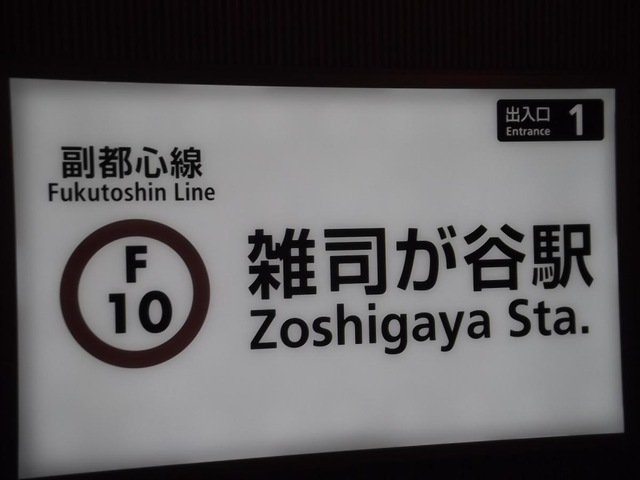 出入口
Entrance
1
副都心線
Fukutoshin Line
F
10
雑司が谷駅
Zoshigaya Sta.